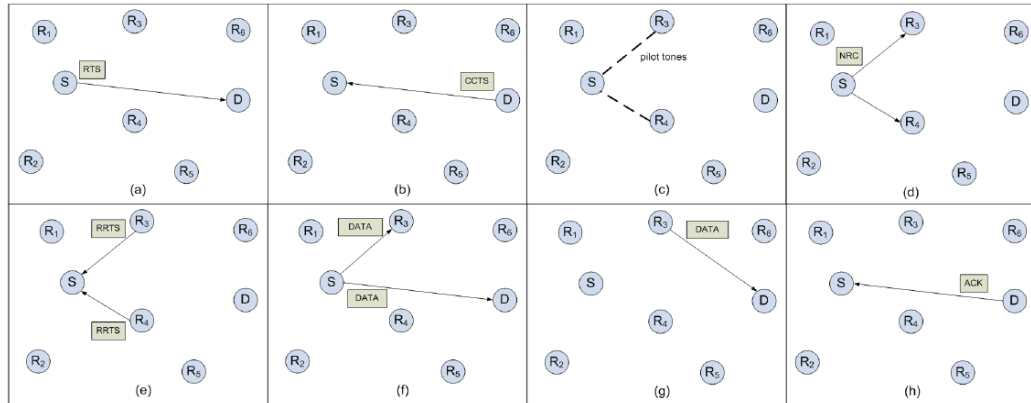 R3
R1
R6
RTS
S
D
R4
R2
R5
(a)
R3
R1
R6
CCTS
S
D
R4
R2
R5
(b)
R3
R1
R6
pilot tones
S
D
R4
R2
R5
(c)
R3
R1
R6
NRC
S
D
R4
R2
R5
(d)
R3
RRTS
R1
R6
S
D
R4
RRTS
R2
R5
(e)
R3
DATA
R1
R6
S
DATA
D
R4
R2
R5
(f)
R3
DATA
R1
R6
S
D
R4
R2
R5
(g)
R3
R1
R6
ACK
S
D
R4
R2
R5
(h)